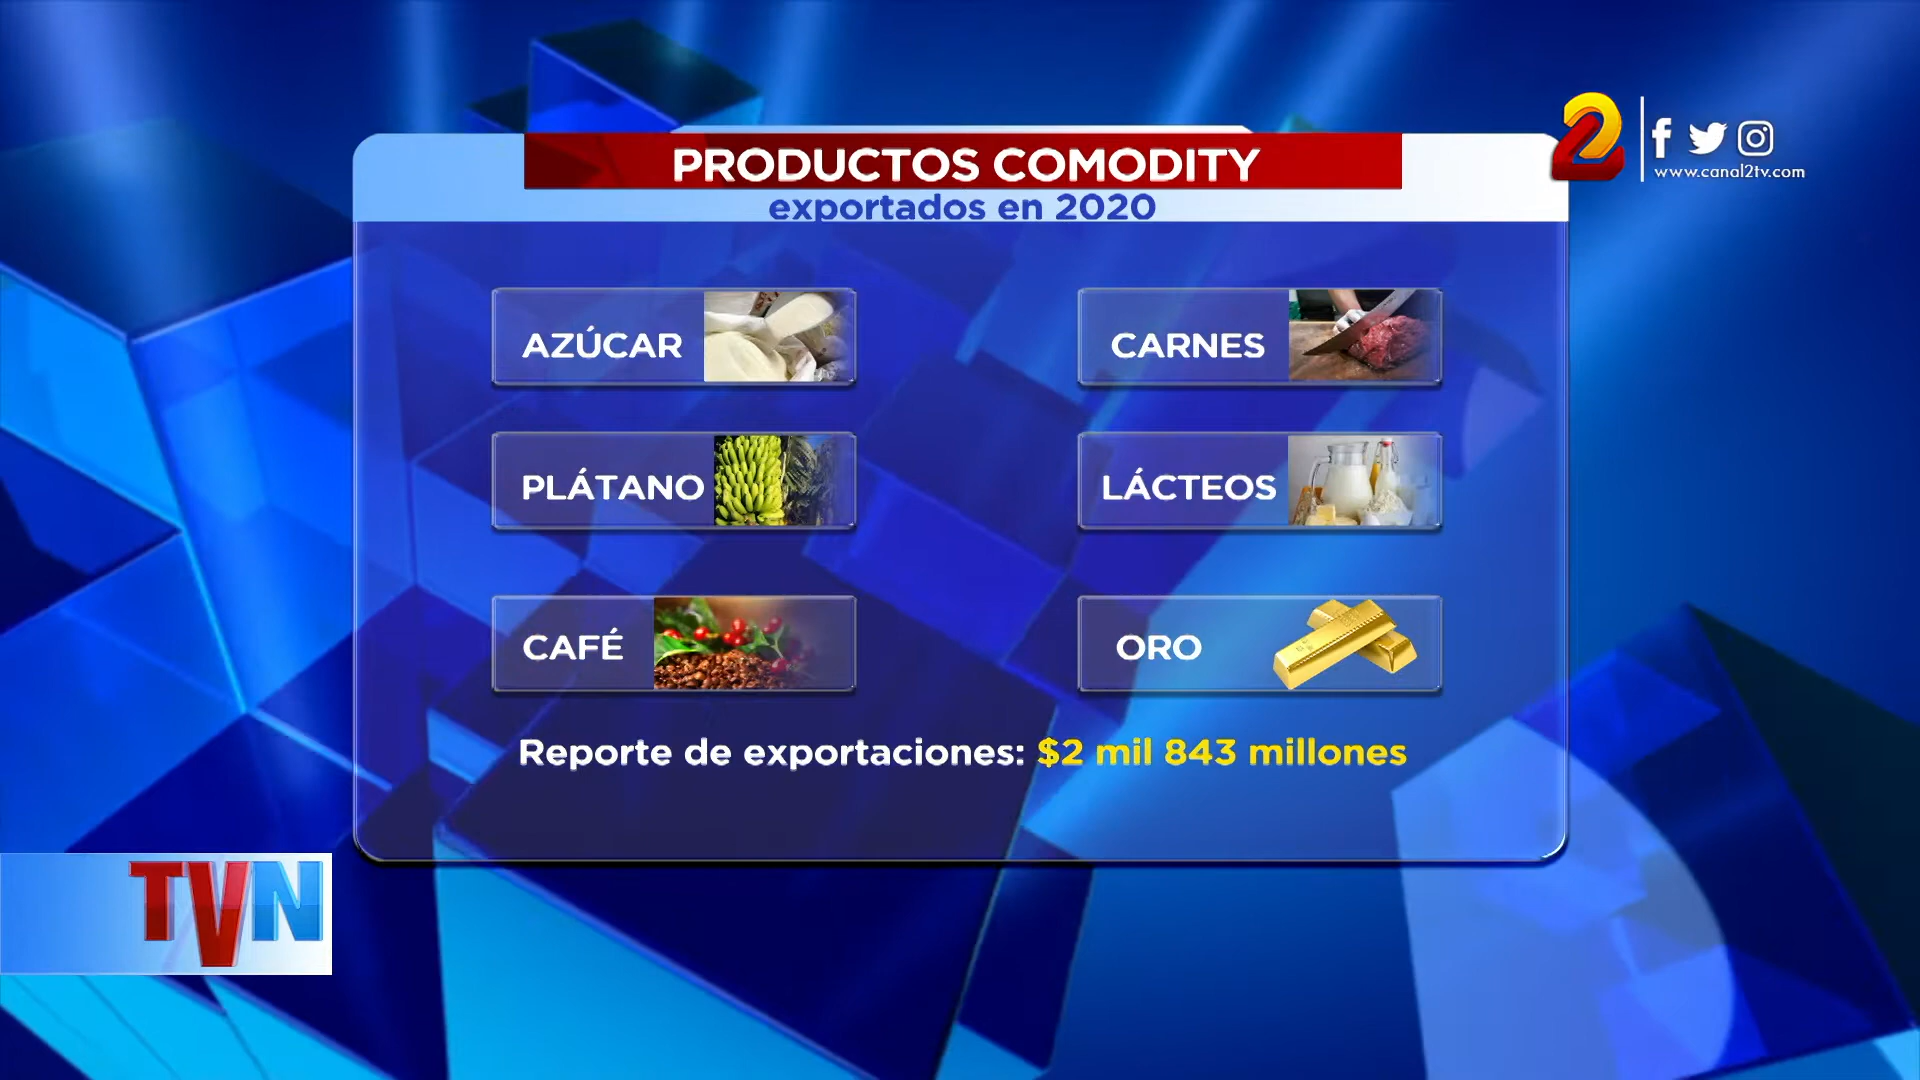 PRODUCTOS COMODITY
exportados en 2020
2
www.canal2tv.com
AZÚCAR
CARNES
PLÁTANO
LÁCTEOS
CAFÉ
ORO
Reporte de exportaciones: $2 mil 843 millones
TVN